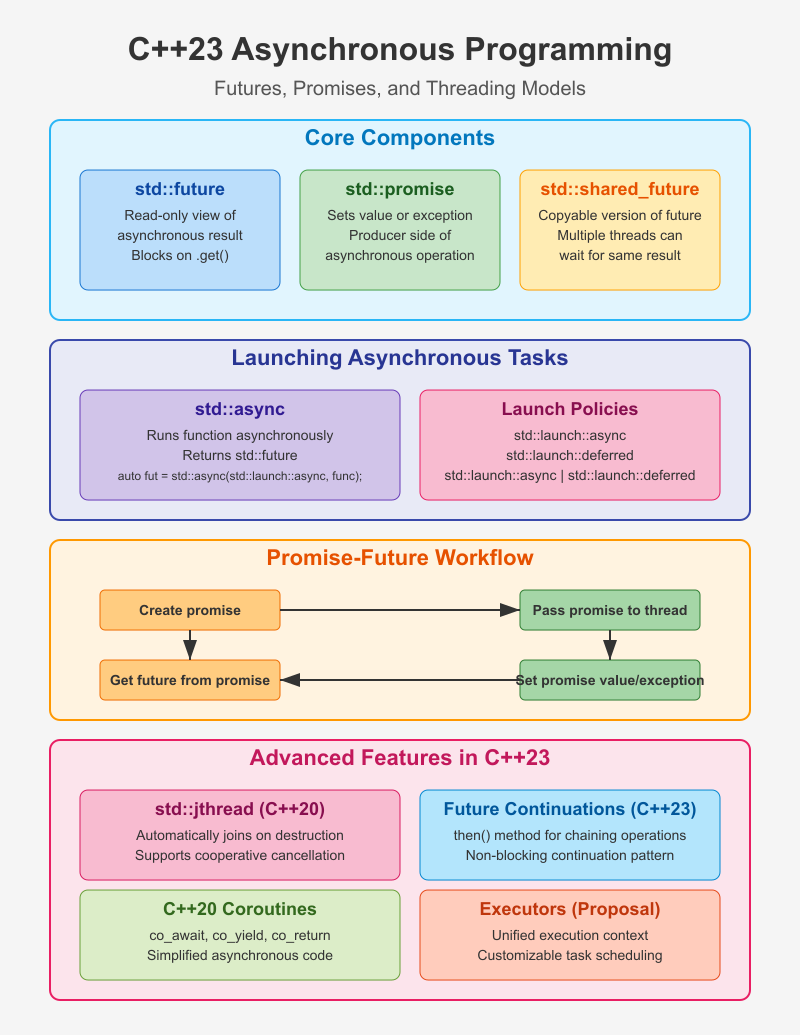 C++23 Asynchronous Programming
Futures, Promises, and Threading Models
Core Components
std::future
Read-only view of
asynchronous result
Blocks on .get()
std::promise
Sets value or exception
Producer side of
asynchronous operation
std::shared_future
Copyable version of future
Multiple threads can
wait for same result
Launching Asynchronous Tasks
std::async
Runs function asynchronously
Returns std::future
auto fut = std::async(std::launch::async, func);
Launch Policies
std::launch::async
std::launch::deferred
std::launch::async | std::launch::deferred
Promise-Future Workflow
Create promise
Pass promise to thread
Get future from promise
Set promise value/exception
Advanced Features in C++23
std::jthread (C++20)
Automatically joins on destruction
Supports cooperative cancellation
Future Continuations (C++23)
then() method for chaining operations
Non-blocking continuation pattern
C++20 Coroutines
co_await, co_yield, co_return
Simplified asynchronous code
Executors (Proposal)
Unified execution context
Customizable task scheduling